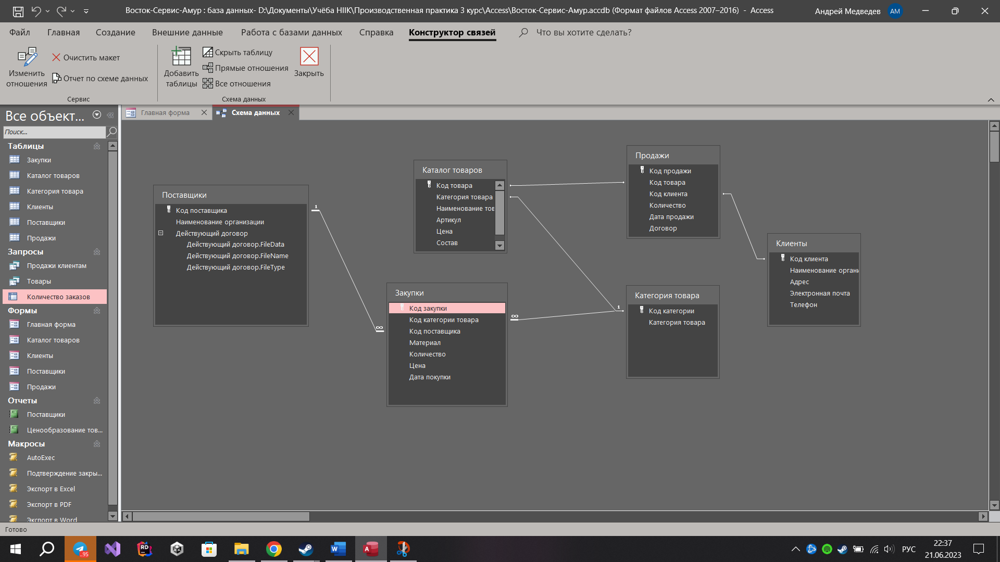 Восток-Сервис-Амур : база данных- D:\Документы\Учёба НІІК\Производственная практика 3 курс\Access\Восток-Сервис-Амур.accdb (Формат файлов Access 2007–2016) - Access
Андрей Медведев
АМ
Файл
Главная
Создание
Внешние данные
Работа с базами данных
Справка
Конструктор связей
Что вы хотите сделать?
Изменить отношения
Очистить макет
Отчет по схеме данных
Сервис
Добавить таблицы
Скрыть таблицу
Прямые отношения
Все отношения
Закрыть
Схема данных
Все объект...
Поиск...
Таблицы
Закупки
Каталог товаров
Категория товара
Клиенты
Поставщики
Продажи
Запросы
Продажи клиентам
Товары
Количество заказов
Формы
Главная форма
Каталог товаров
Клиенты
Поставщики
Продажи
Отчеты
Поставщики
Ценообразование тов...
Макросы
AutoExec
Подтверждение закры...
Экспорт в Excel
Экспорт в PDF
Экспорт в Word
Главная форма
Схема данных
Поставщики
Код поставщика
Наименование организации
Действующий договор
Действующий договор.FileData
Действующий договор.FileName
Действующий договор.FileType
1
∞
Каталог товаров
Код товара
Категория товара
Наименование тов
Артикул
Цена
Состав
Закупки
Код закупки
Код категории товара
Код поставщика
Материал
Количество
Цена
Дата покупки
∞
1
Продажи
Код продажи
Код товара
Код клиента
Количество
Дата продажи
Договор
Категория товара
Код категории
Категория товара
Клиенты
Код клиента
Наименование органи
Адрес
Электронная почта
Телефон
Готово
..95
RD
W
A
РУС
22:37
21.06.2023